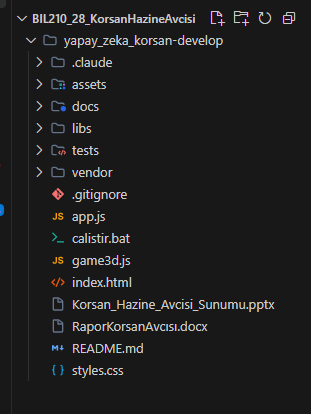 BIL210_28_KorsanHazineAvcisi
yapay_zeka_korsan-develop
.claude
assets
docs
libs
tests
vendor
.gitignore
JS app.js
calistir.bat
JS game3d.js
index.html
Korsan_Hazine_Avcisi_Sunumu.pptx
RaporKorsanAvcısı.docx
README.md
styles.css